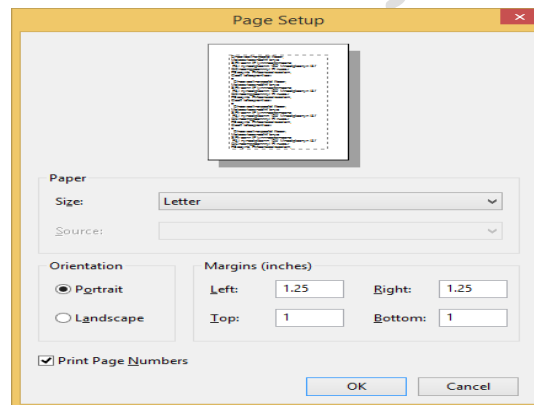 Page Setup
Paper
Size: Letter
Source:
Orientation
Portrait
Landscape
Margins (inches)
Left: 1.25 Right: 1.25
Top: 1 Bottom: 1
Print Page Numbers
OK Cancel